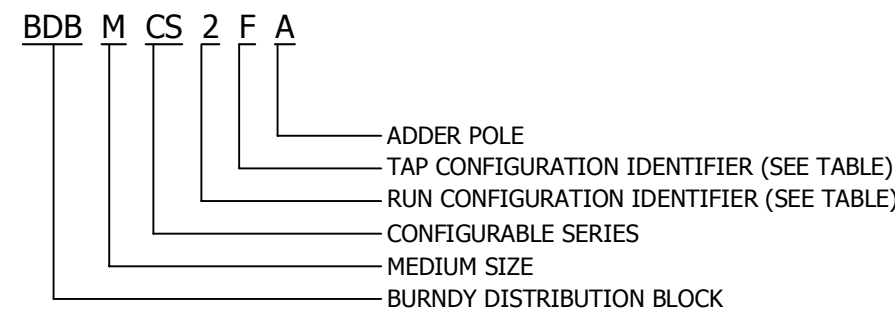 BDB M CS 2 F A
ADDER POLE
TAP CONFIGURATION IDENTIFIER (SEE TABLE)
RUN CONFIGURATION IDENTIFIER (SEE TABLE)
CONFIGURABLE SERIES
MEDIUM SIZE
BURNDY DISTRIBUTION BLOCK